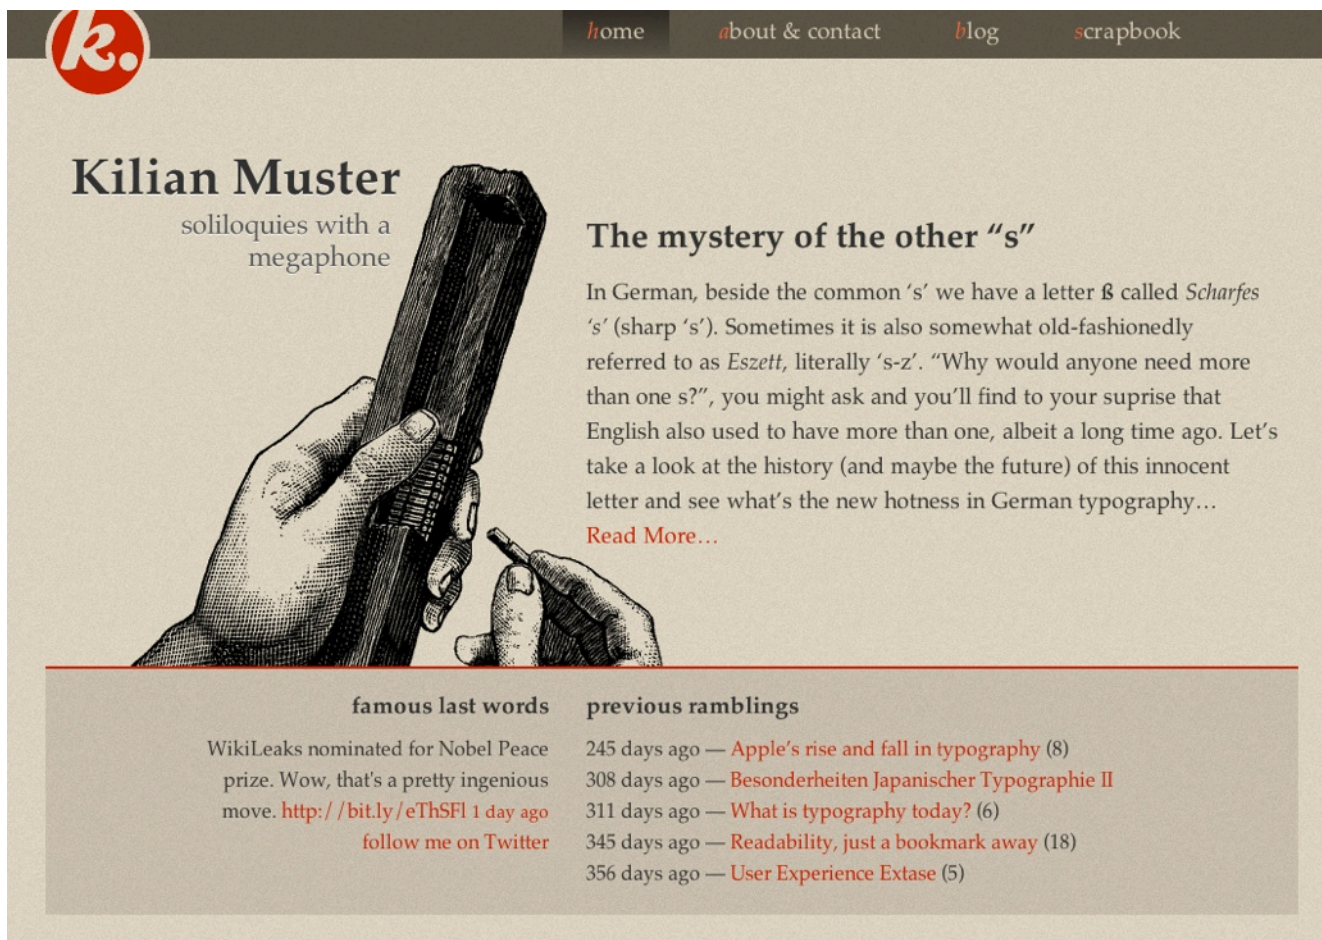 k.
home about & contact blog scrapbook
Kilian Muster
soliloquies with a
megaphone
The mystery of the other “s”
In German, beside the common ‘s’ we have a letter ß called Scharfes
‘s’ (sharp ‘s’). Sometimes it is also somewhat old-fashionedly
referred to as Eszett, literally ‘s-z’. “Why would anyone need more
than one s?”, you might ask and you’ll find to your suprise that
English also used to have more than one, albeit a long time ago. Let’s
take a look at the history (and maybe the future) of this innocent
letter and see what’s the new hotness in German typography…
Read More…
famous last words
WikiLeaks nominated for Nobel Peace
prize. Wow, that's a pretty ingenious
move. http://bit.ly/eThSFl 1 day ago
follow me on Twitter
previous ramblings
245 days ago — Apple’s rise and fall in typography (8)
308 days ago — Besonderheiten Japanischer Typographie II
311 days ago — What is typography today? (6)
345 days ago — Readability, just a bookmark away (18)
356 days ago — User Experience Extase (5)